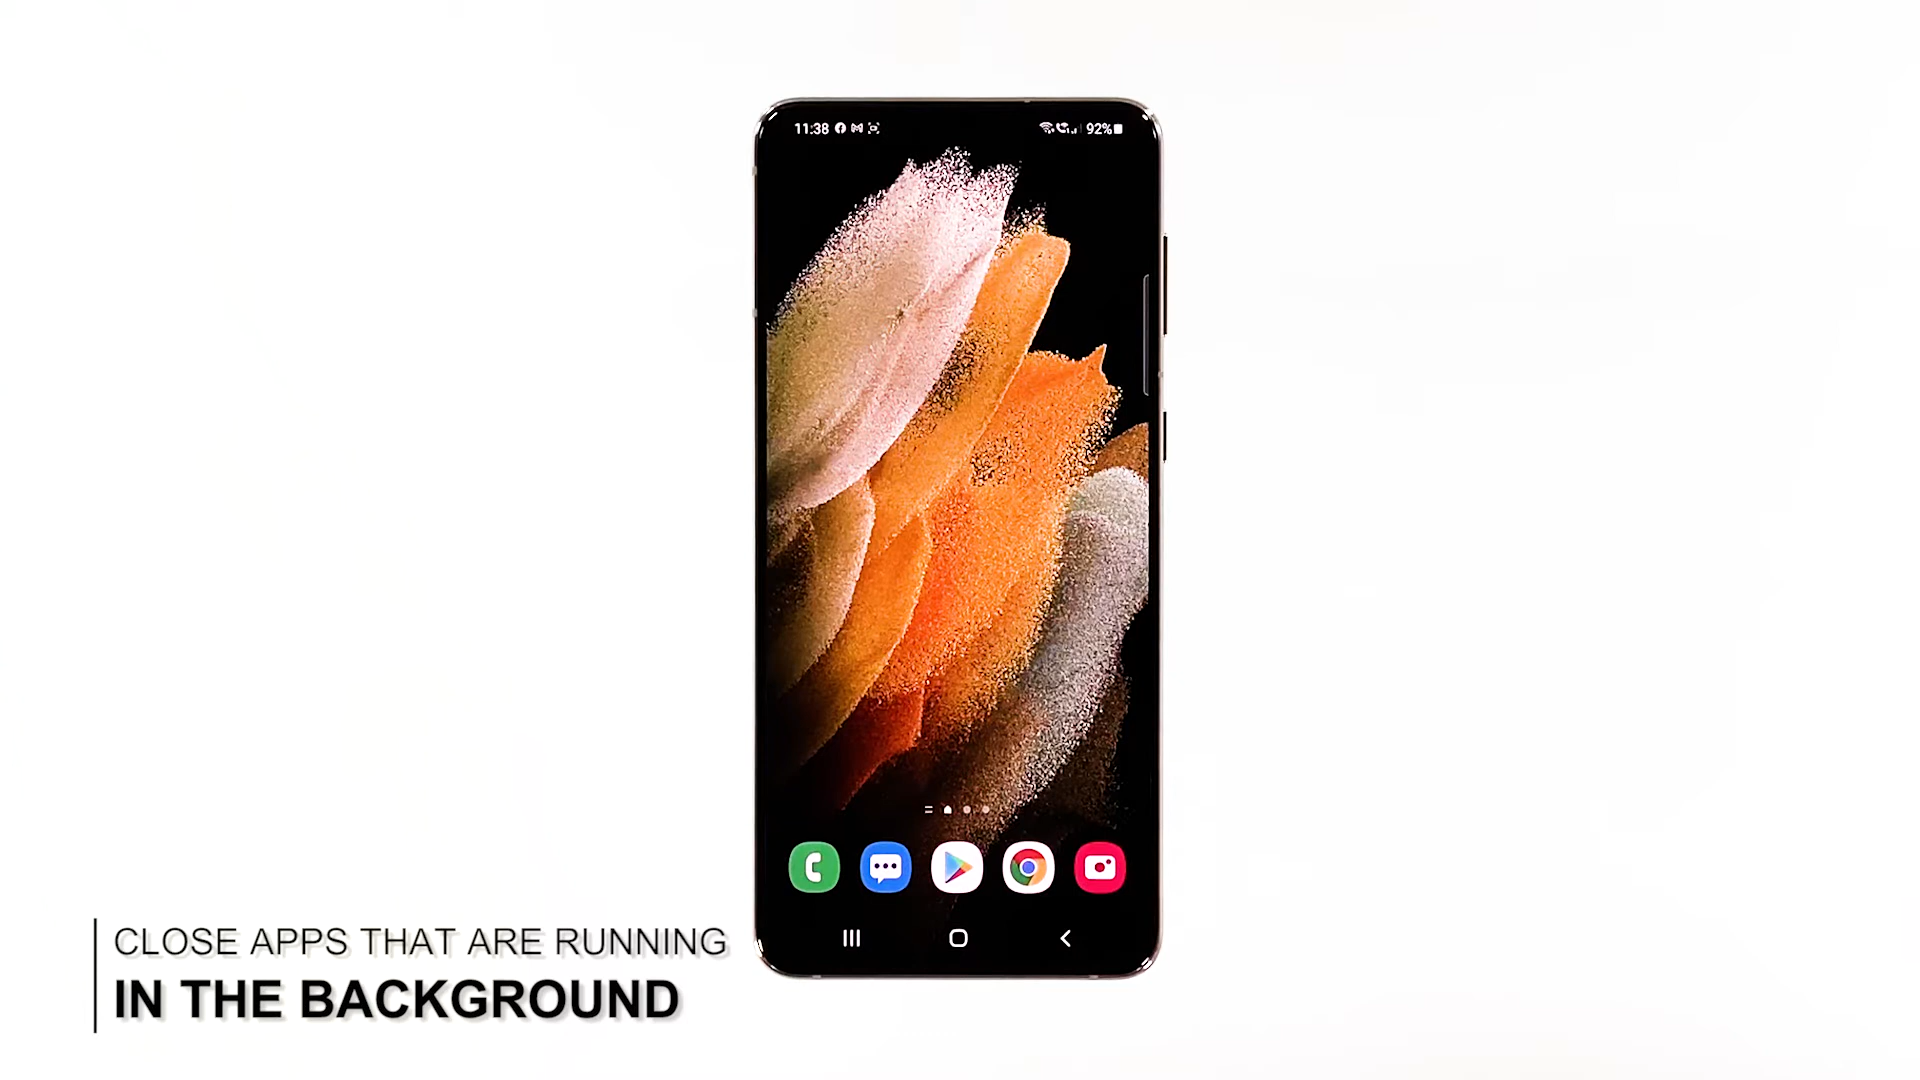 11:38 92%
CLOSE APPS THAT ARE RUNNING
IN THE BACKGROUND